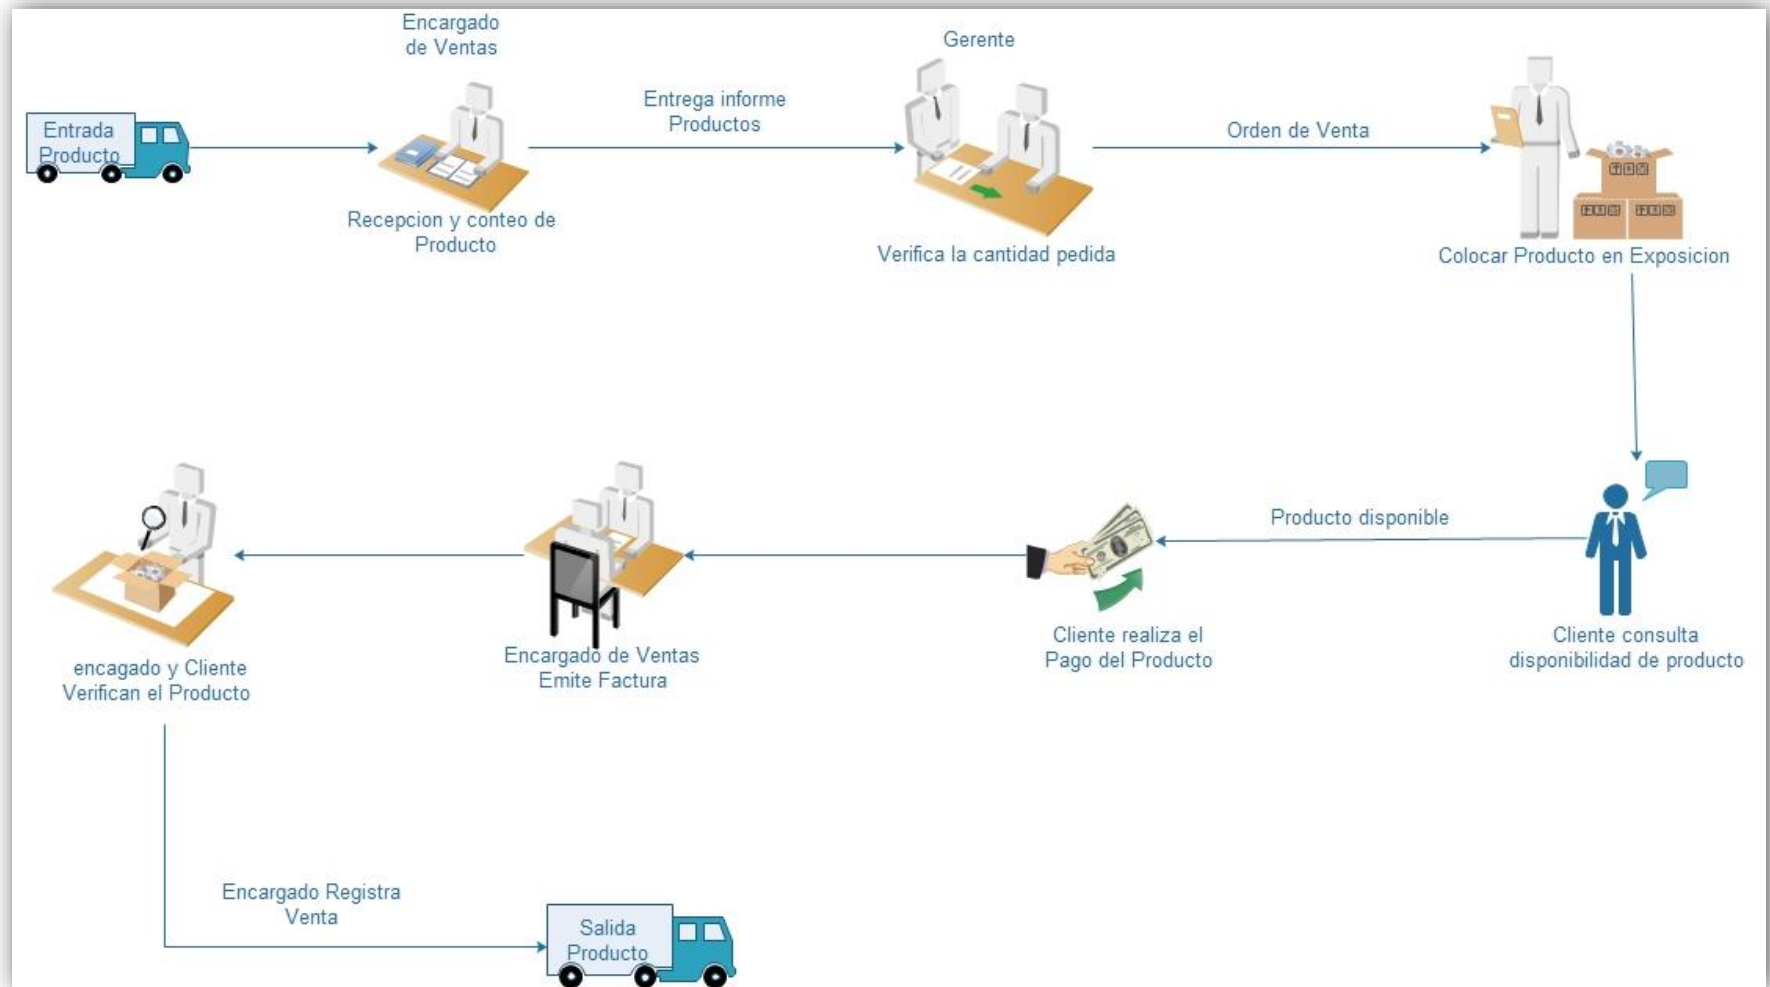 Encargado
de Ventas
Gerente
Entrada
Producto
Entrega informe
Productos
Orden de Venta
Recepcion y conteo de
Producto
Verifica la cantidad pedida
Colocar Producto en Exposicion
Producto disponible
Cliente consulta
disponibilidad de producto
Cliente realiza el
Pago del Producto
Encargado de Ventas
Emite Factura
encagado y Cliente
Verifican el Producto
Encargado Registra
Venta
Salida
Producto